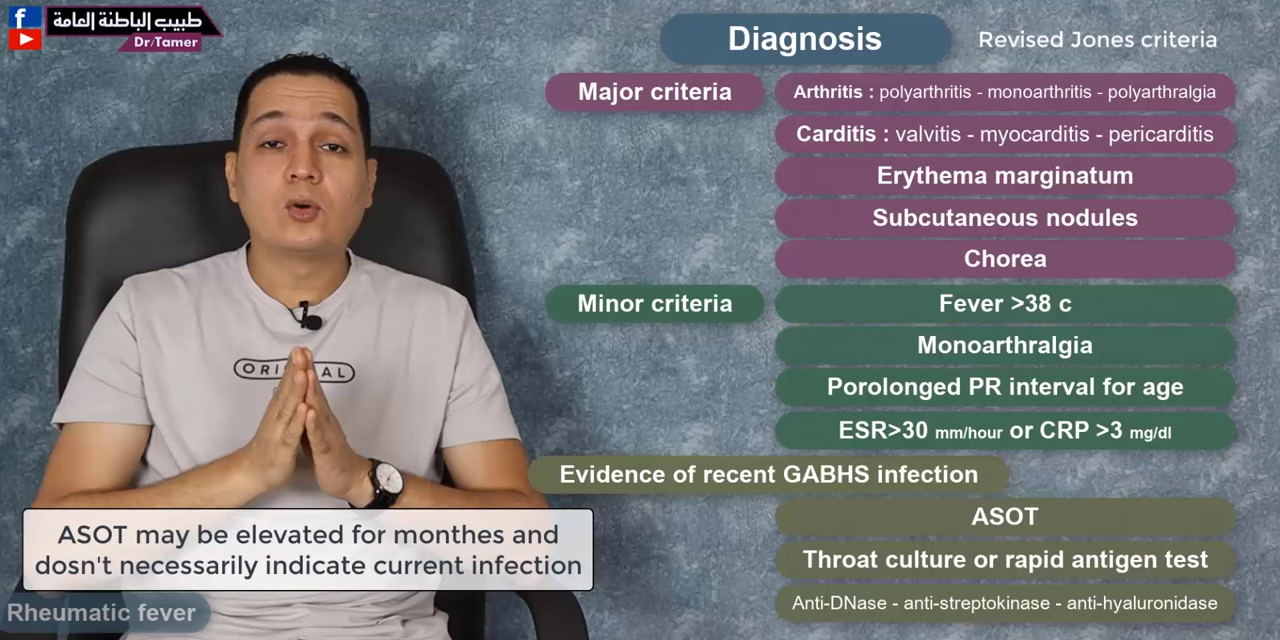 f
طبيب الباطنة العامة
Dr/Tamer
Diagnosis
Revised Jones criteria
Major criteria
Arthritis : polyarthritis - monoarthritis - polyarthralgia
Carditis : valvitis - myocarditis - pericarditis
Erythema marginatum
Subcutaneous nodules
Chorea
Minor criteria
Fever >38 c
Monoarthralgia
Porolonged PR interval for age
ESR>30 mm/hour or CRP >3 mg/dl
Evidence of recent GABHS infection
ASOT
Throat culture or rapid antigen test
Anti-DNase - anti-streptokinase - anti-hyaluronidase
ASOT may be elevated for monthes and
dosn't necessarily indicate current infection
Rheumatic fever